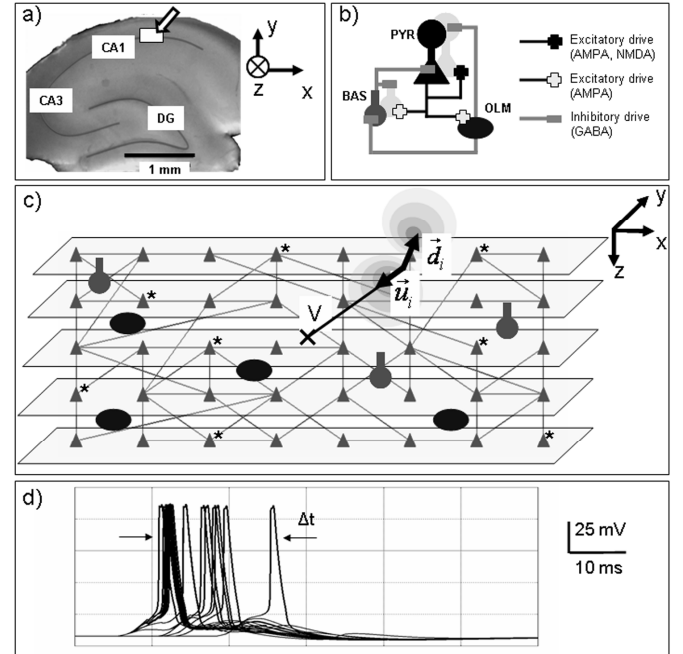 a)
CA1
CA3
DG
1 mm
y
z
x
b)
PYR
BAS
OLM
Excitatory drive
(AMPA, NMDA)
Excitatory drive
(AMPA)
Inhibitory drive
(GABA)
c)
y
x
z
d⃗ᵢ
u⃗ᵢ
V
*
*
*
*
*
*
*
*
d)
Δt
25 mV
10 ms